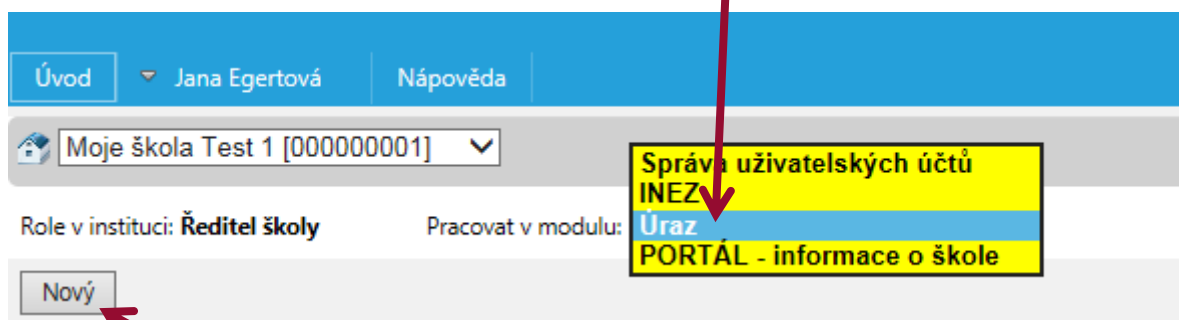 Úvod Jana Egertová Nápověda
Moje škola Test 1 [000000001]
Správa uživatelských účtů
INEZ
Role v instituci: Ředitel školy Pracovat v modulu: Úraz
PORTÁL - informace o škole
Nový